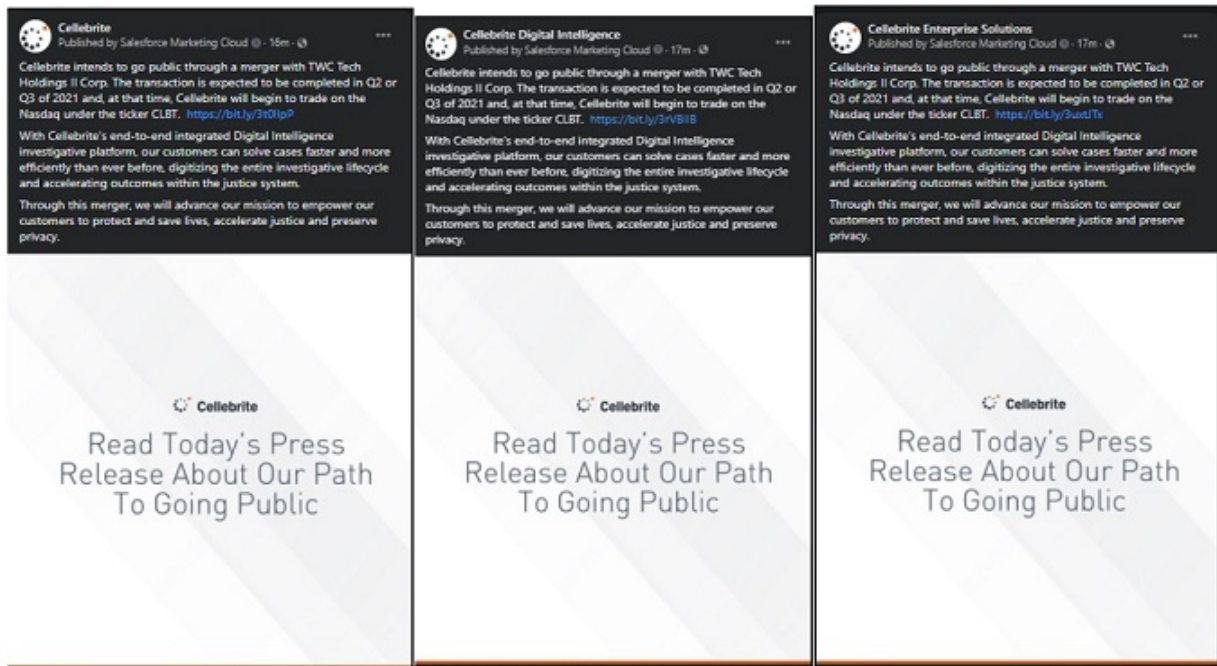 Cellebrite
Published by Salesforce Marketing Cloud · 16m ·
Cellebrite intends to go public through a merger with TWC Tech
Holdings II Corp. The transaction is expected to be completed in Q2 or
Q3 of 2021 and, at that time, Cellebrite will begin to trade on the
Nasdaq under the ticker CLBT.
With Cellebrite's end-to-end integrated Digital Intelligence
investigative platform, our customers can solve cases faster and more
efficiently than ever before, digitizing the entire investigative lifecycle
and accelerating outcomes within the justice system.
Through this merger, we will advance our mission to empower our
customers to protect and save lives, accelerate justice and preserve
privacy.
Cellebrite
Read Today's Press
Release About Our Path
To Going Public
Cellebrite Digital Intelligence
Published by Salesforce Marketing Cloud · 17m ·
Cellebrite intends to go public through a merger with TWC Tech
Holdings II Corp. The transaction is expected to be completed in Q2 or
Q3 of 2021 and, at that time, Cellebrite will begin to trade on the
Nasdaq under the ticker CLBT.
With Cellebrite's end-to-end integrated Digital Intelligence
investigative platform, our customers can solve cases faster and more
efficiently than ever before, digitizing the entire investigative lifecycle
and accelerating outcomes within the justice system.
Through this merger, we will advance our mission to empower our
customers to protect and save lives, accelerate justice and preserve
privacy.
Cellebrite
Read Today's Press
Release About Our Path
To Going Public
Cellebrite Enterprise Solutions
Published by Salesforce Marketing Cloud · 17m ·
Cellebrite intends to go public through a merger with TWC Tech
Holdings II Corp. The transaction is expected to be completed in Q2 or
Q3 of 2021 and, at that time, Cellebrite will begin to trade on the
Nasdaq under the ticker CLBT.
With Cellebrite's end-to-end integrated Digital Intelligence
investigative platform, our customers can solve cases faster and more
efficiently than ever before, digitizing the entire investigative lifecycle
and accelerating outcomes within the justice system.
Through this merger, we will advance our mission to empower our
customers to protect and save lives, accelerate justice and preserve
privacy.
Cellebrite
Read Today's Press
Release About Our Path
To Going Public